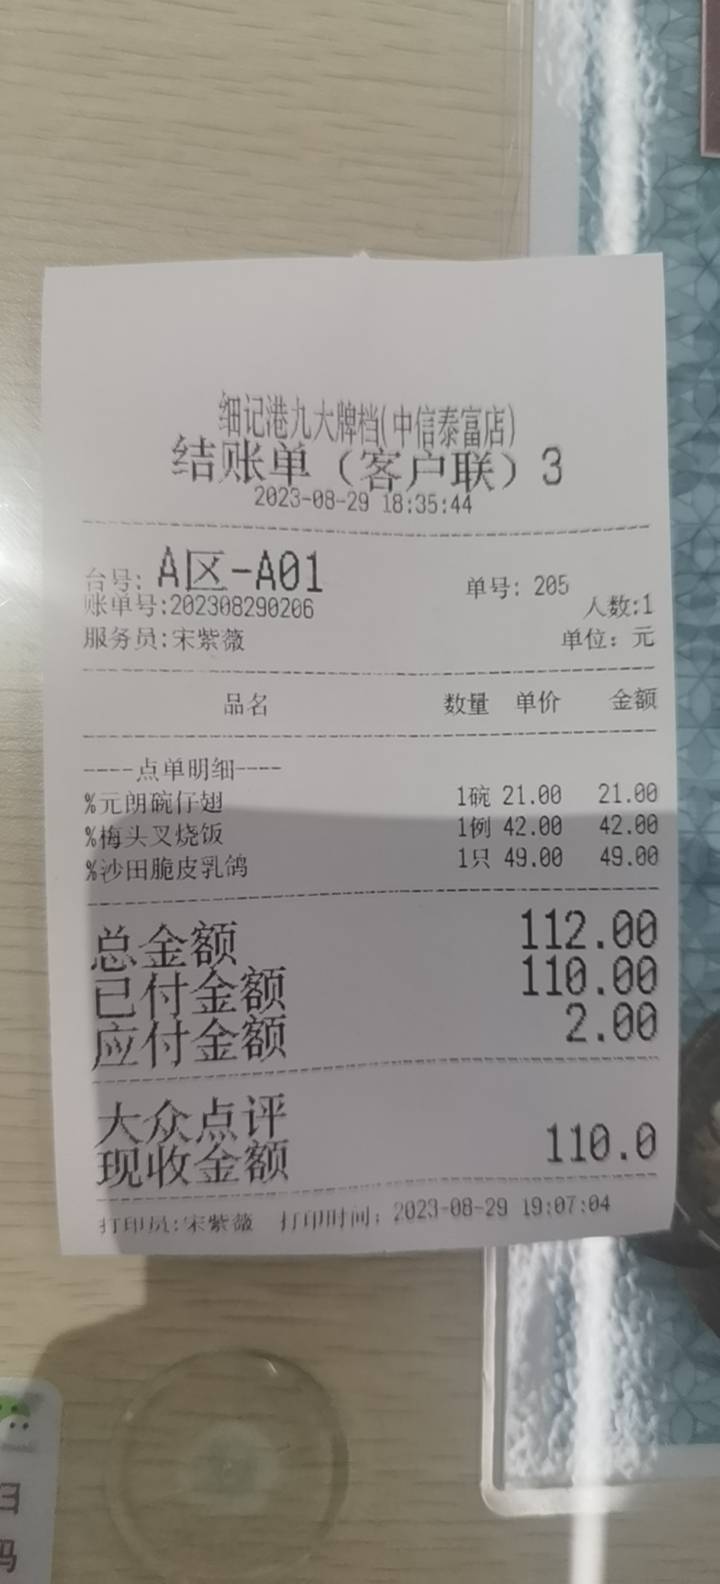 细记港九大牌档(中信泰富店)
结账单（客户联）3
2023-08-29 18:35:44
台号: A区-A01 单号: 205
账单号:202308290206 人数:1
服务员:宋紫薇 单位: 元
品名 数量 单价 金额
----点单明细----
%元朗碗仔翅 1碗 21.00 21.00
%梅头叉烧饭 1例 42.00 42.00
%沙田脆皮乳鸽 1只 49.00 49.00
总金额 112.00
已付金额 110.00
应付金额 2.00
大众点评
现收金额 110.0
打印员:宋紫薇 打印时间: 2023-08-29 19:07:04
码